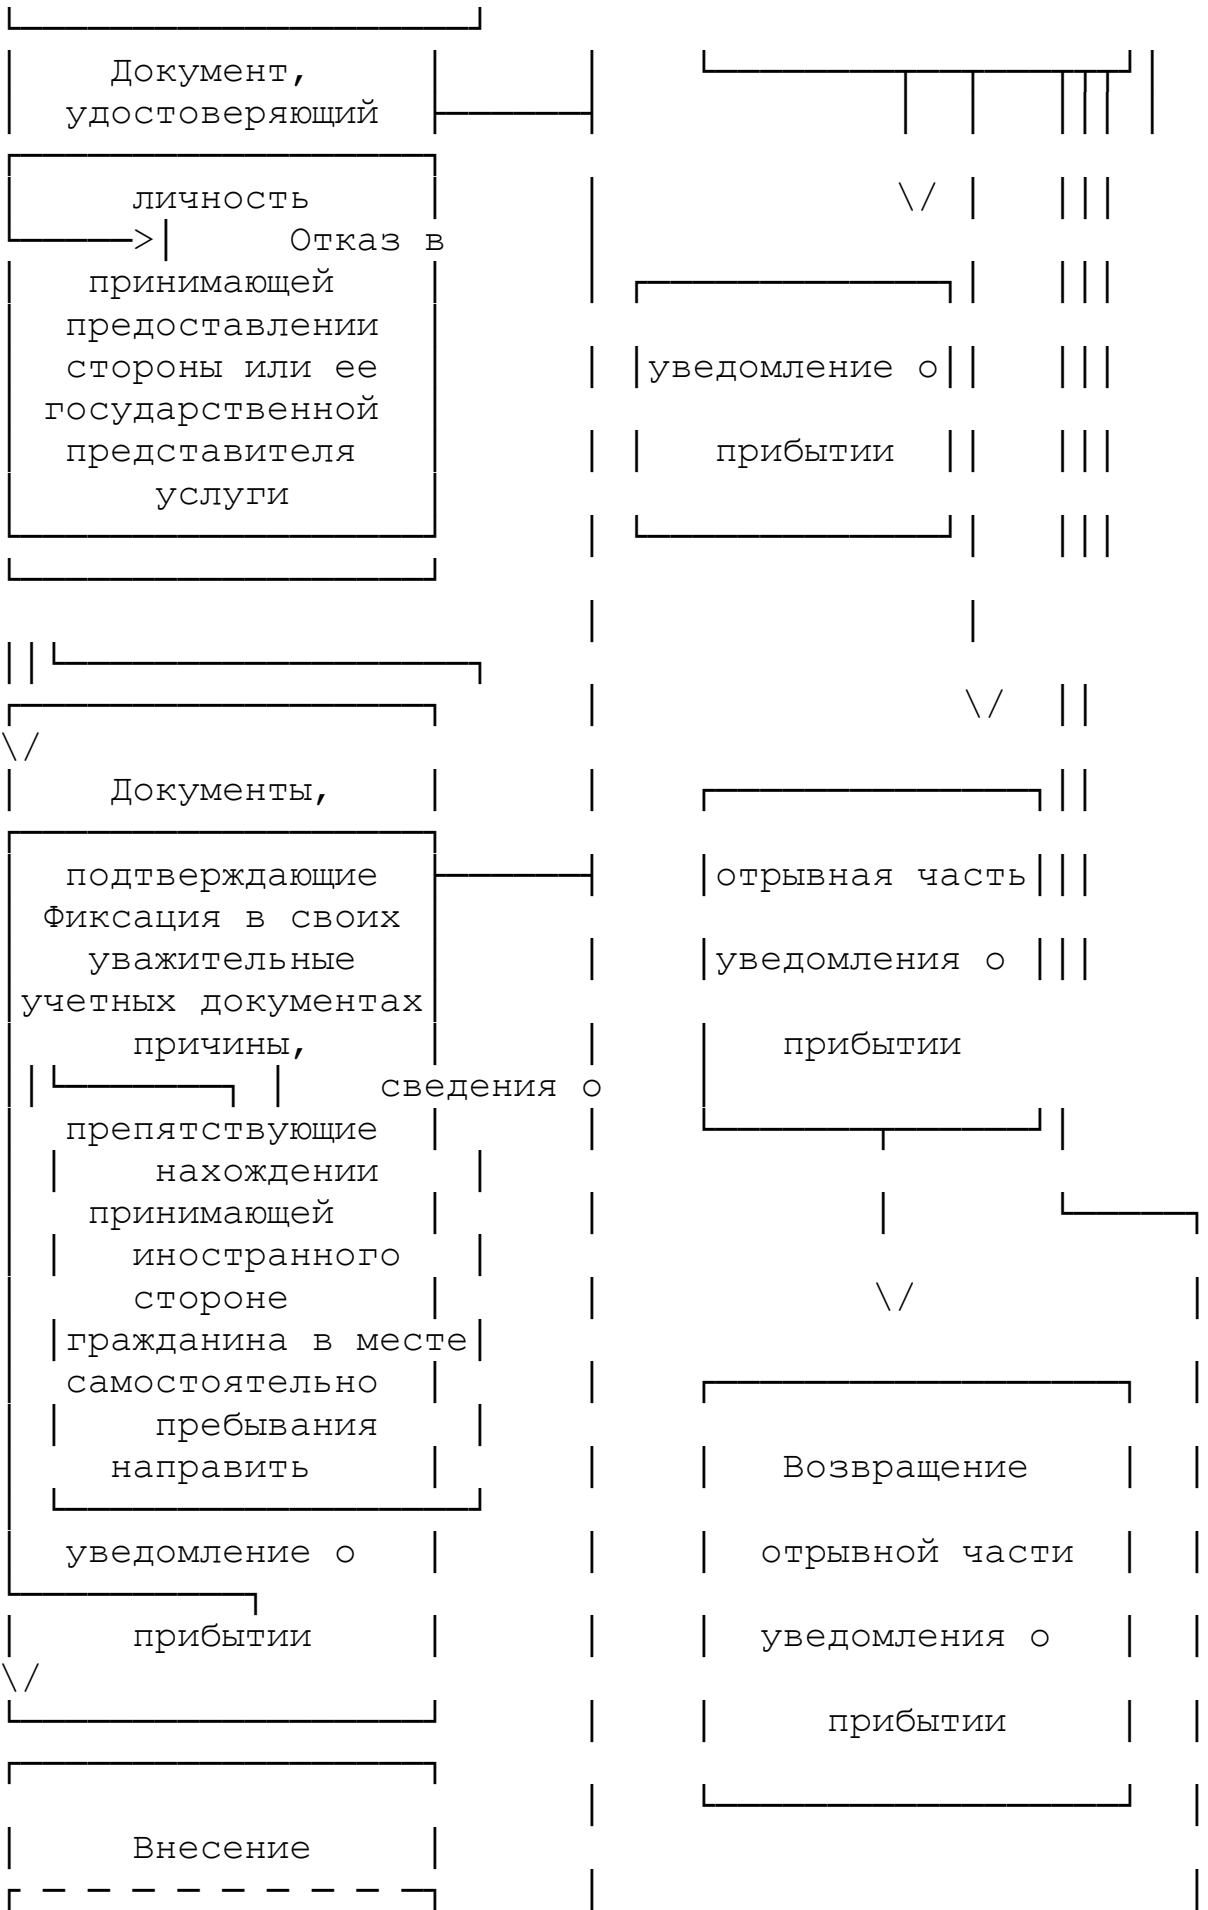 Документ,
удостоверяющий
личность
Отказ в
принимающей
предоставлении
стороны или ее уведомление о
государственной
представителя прибытии
услуги
Документы,
подтверждающие отрывная часть
Фиксация в своих
уважительные уведомления о
учетных документах
причины, прибытии
сведения о
препятствующие
нахождении
принимающей
иностранного
стороне
гражданина в месте
самостоятельно
пребывания
направить Возвращение
уведомление о отрывной части
прибытии уведомления о
прибытии
Внесение